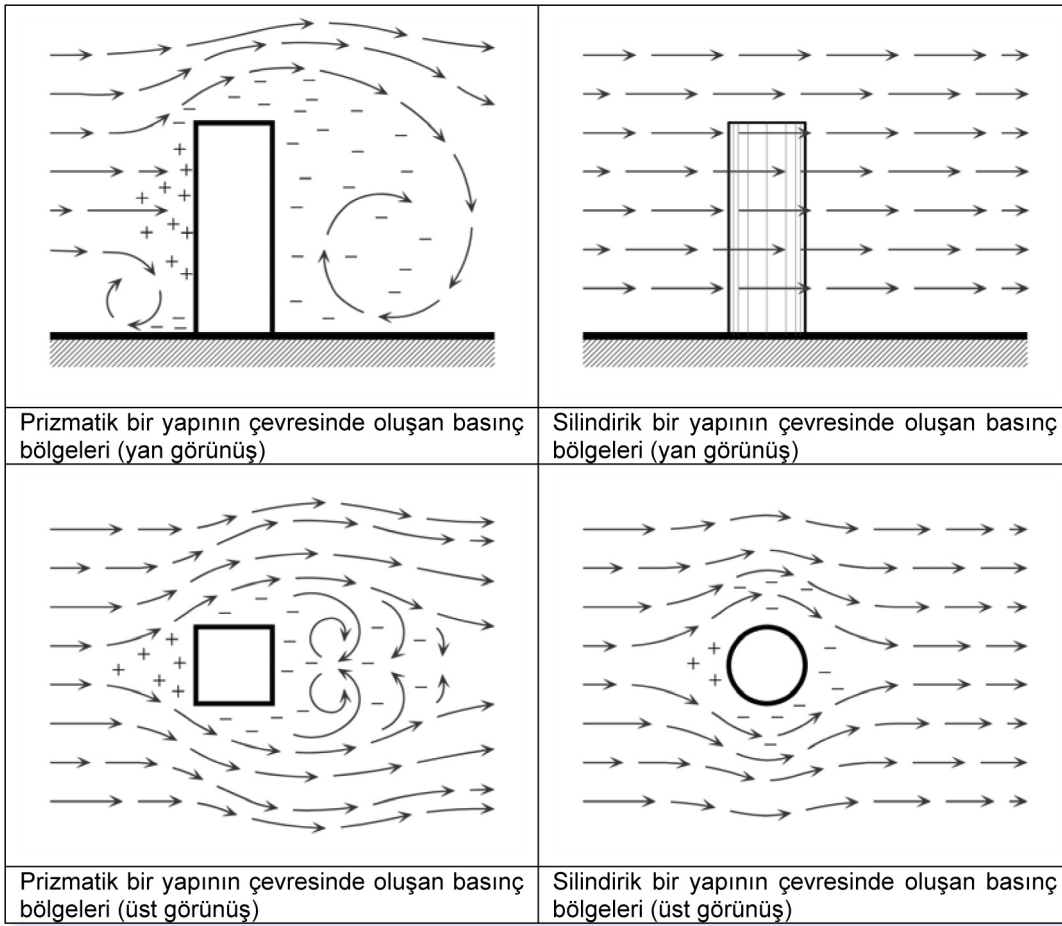 Prizmatik bir yapının çevresinde oluşan basınç
bölgeleri (yan görünüş)
Silindirik bir yapının çevresinde oluşan basınç
bölgeleri (yan görünüş)
Prizmatik bir yapının çevresinde oluşan basınç
bölgeleri (üst görünüş)
Silindirik bir yapının çevresinde oluşan basınç
bölgeleri (üst görünüş)